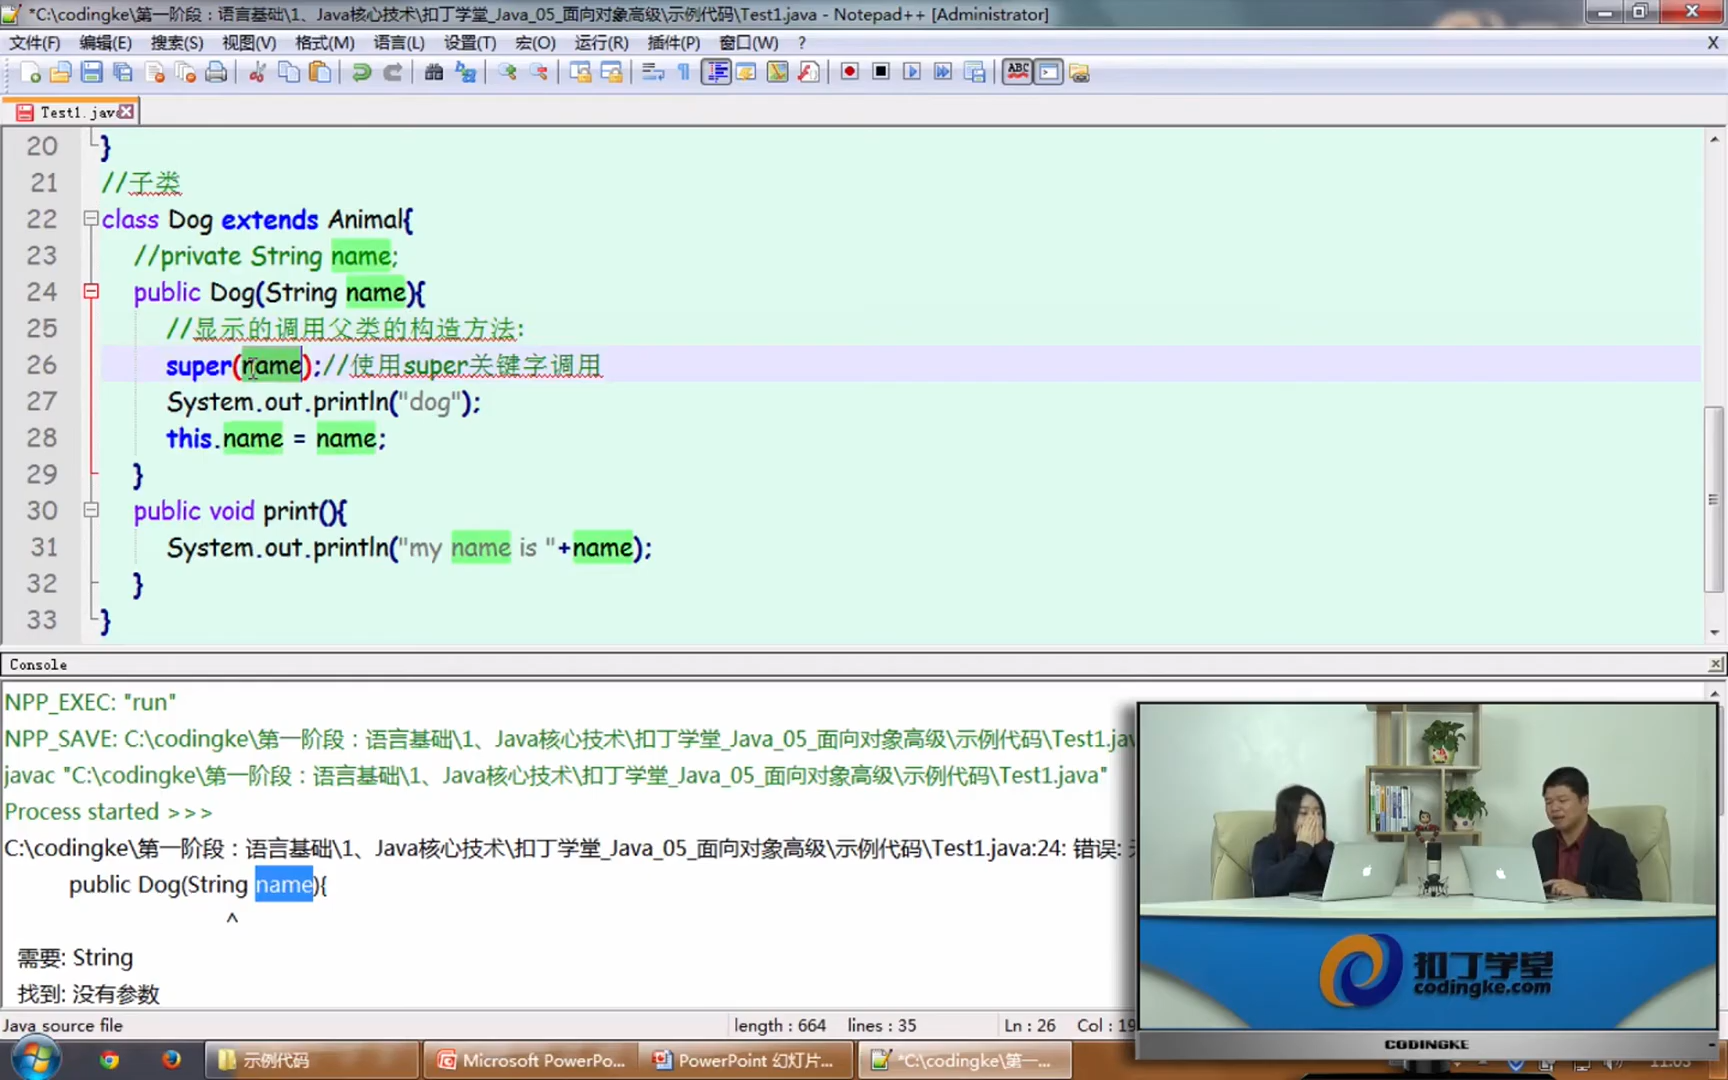 *C:\codingke\第一阶段：语言基础\1、Java核心技术\扣丁学堂_Java_05_面向对象高级\示例代码\Test1.java - Notepad++ [Administrator]
文件(F) 编辑(E) 搜索(S) 视图(V) 格式(M) 语言(L) 设置(T) 宏(O) 运行(R) 插件(P) 窗口(W) ? X
ABC
Test1.java
20 }
21 //子类
22 class Dog extends Animal{
23 //private String name;
24 public Dog(String name){
25 //显示的调用父类的构造方法:
26 super(name);//使用super关键字调用
27 System.out.println("dog");
28 this.name = name;
29 }
30 public void print(){
31 System.out.println("my name is "+name);
32 }
33 }
Console
NPP_EXEC: "run"
NPP_SAVE: C:\codingke\第一阶段：语言基础\1、Java核心技术\扣丁学堂_Java_05_面向对象高级\示例代码\Test1.jav
javac "C:\codingke\第一阶段：语言基础\1、Java核心技术\扣丁学堂_Java_05_面向对象高级\示例代码\Test1.java"
Process started >>>
C:\codingke\第一阶段：语言基础\1、Java核心技术\扣丁学堂_Java_05_面向对象高级\示例代码\Test1.java:24: 错误:
public Dog(String name){
^
需要: String
找到: 没有参数
扣丁学堂
codingke.com
CODINGKE
Java source file length : 664 lines : 35 Ln : 26 Col : 19
示例代码 Microsoft PowerPo... PowerPoint 幻灯片... *C:\codingke\第一...